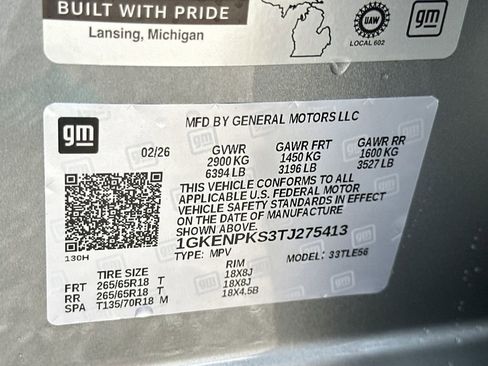 BUILT WITH PRIDE
Lansing, Michigan
UAW
LOCAL 602
gm
gm
MFD BY GENERAL MOTORS LLC
02/26 GVWR GAWR FRT GAWR RR
2900 KG 1450 KG 1600 KG
6394 LB 3196 LB 3527 LB
THIS VEHICLE CONFORMS TO ALL
APPLICABLE U.S. FEDERAL MOTOR
VEHICLE SAFETY STANDARDS IN EFFECT
ON THE DATE OF MANUFACTURE SHOWN ABOVE.
130H
1GKENPKS3TJ275413
TYPE: MPV MODEL: 33TLE56
TIRE SIZE RIM
FRT 265/65R18 T 18X8J
RR 265/65R18 T 18X8J
SPA T135/70R18 M 18X4.5B